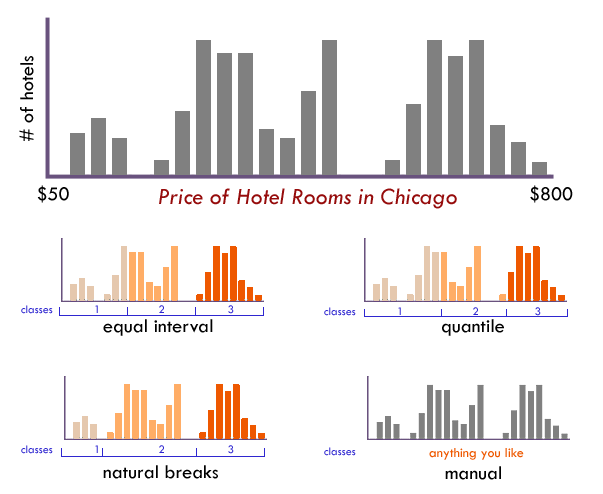 # of hotels
$50
Price of Hotel Rooms in Chicago
$800
classes
1
2
3
equal interval
classes
1
2
3
quantile
classes
1
2
3
natural breaks
classes
anything you like
manual